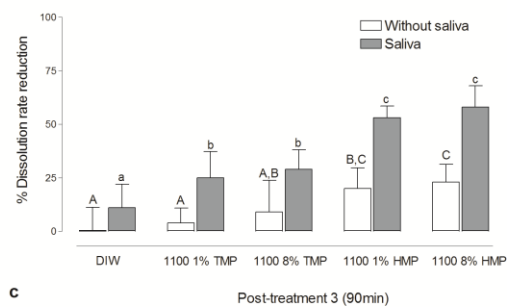 100
Without saliva
Saliva
75
50
25
0
% Dissolution rate reduction
A
a
A
b
A,B
b
B,C
c
C
c
DIW
1100 1% TMP
1100 8% TMP
1100 1% HMP
1100 8% HMP
c
Post-treatment 3 (90min)